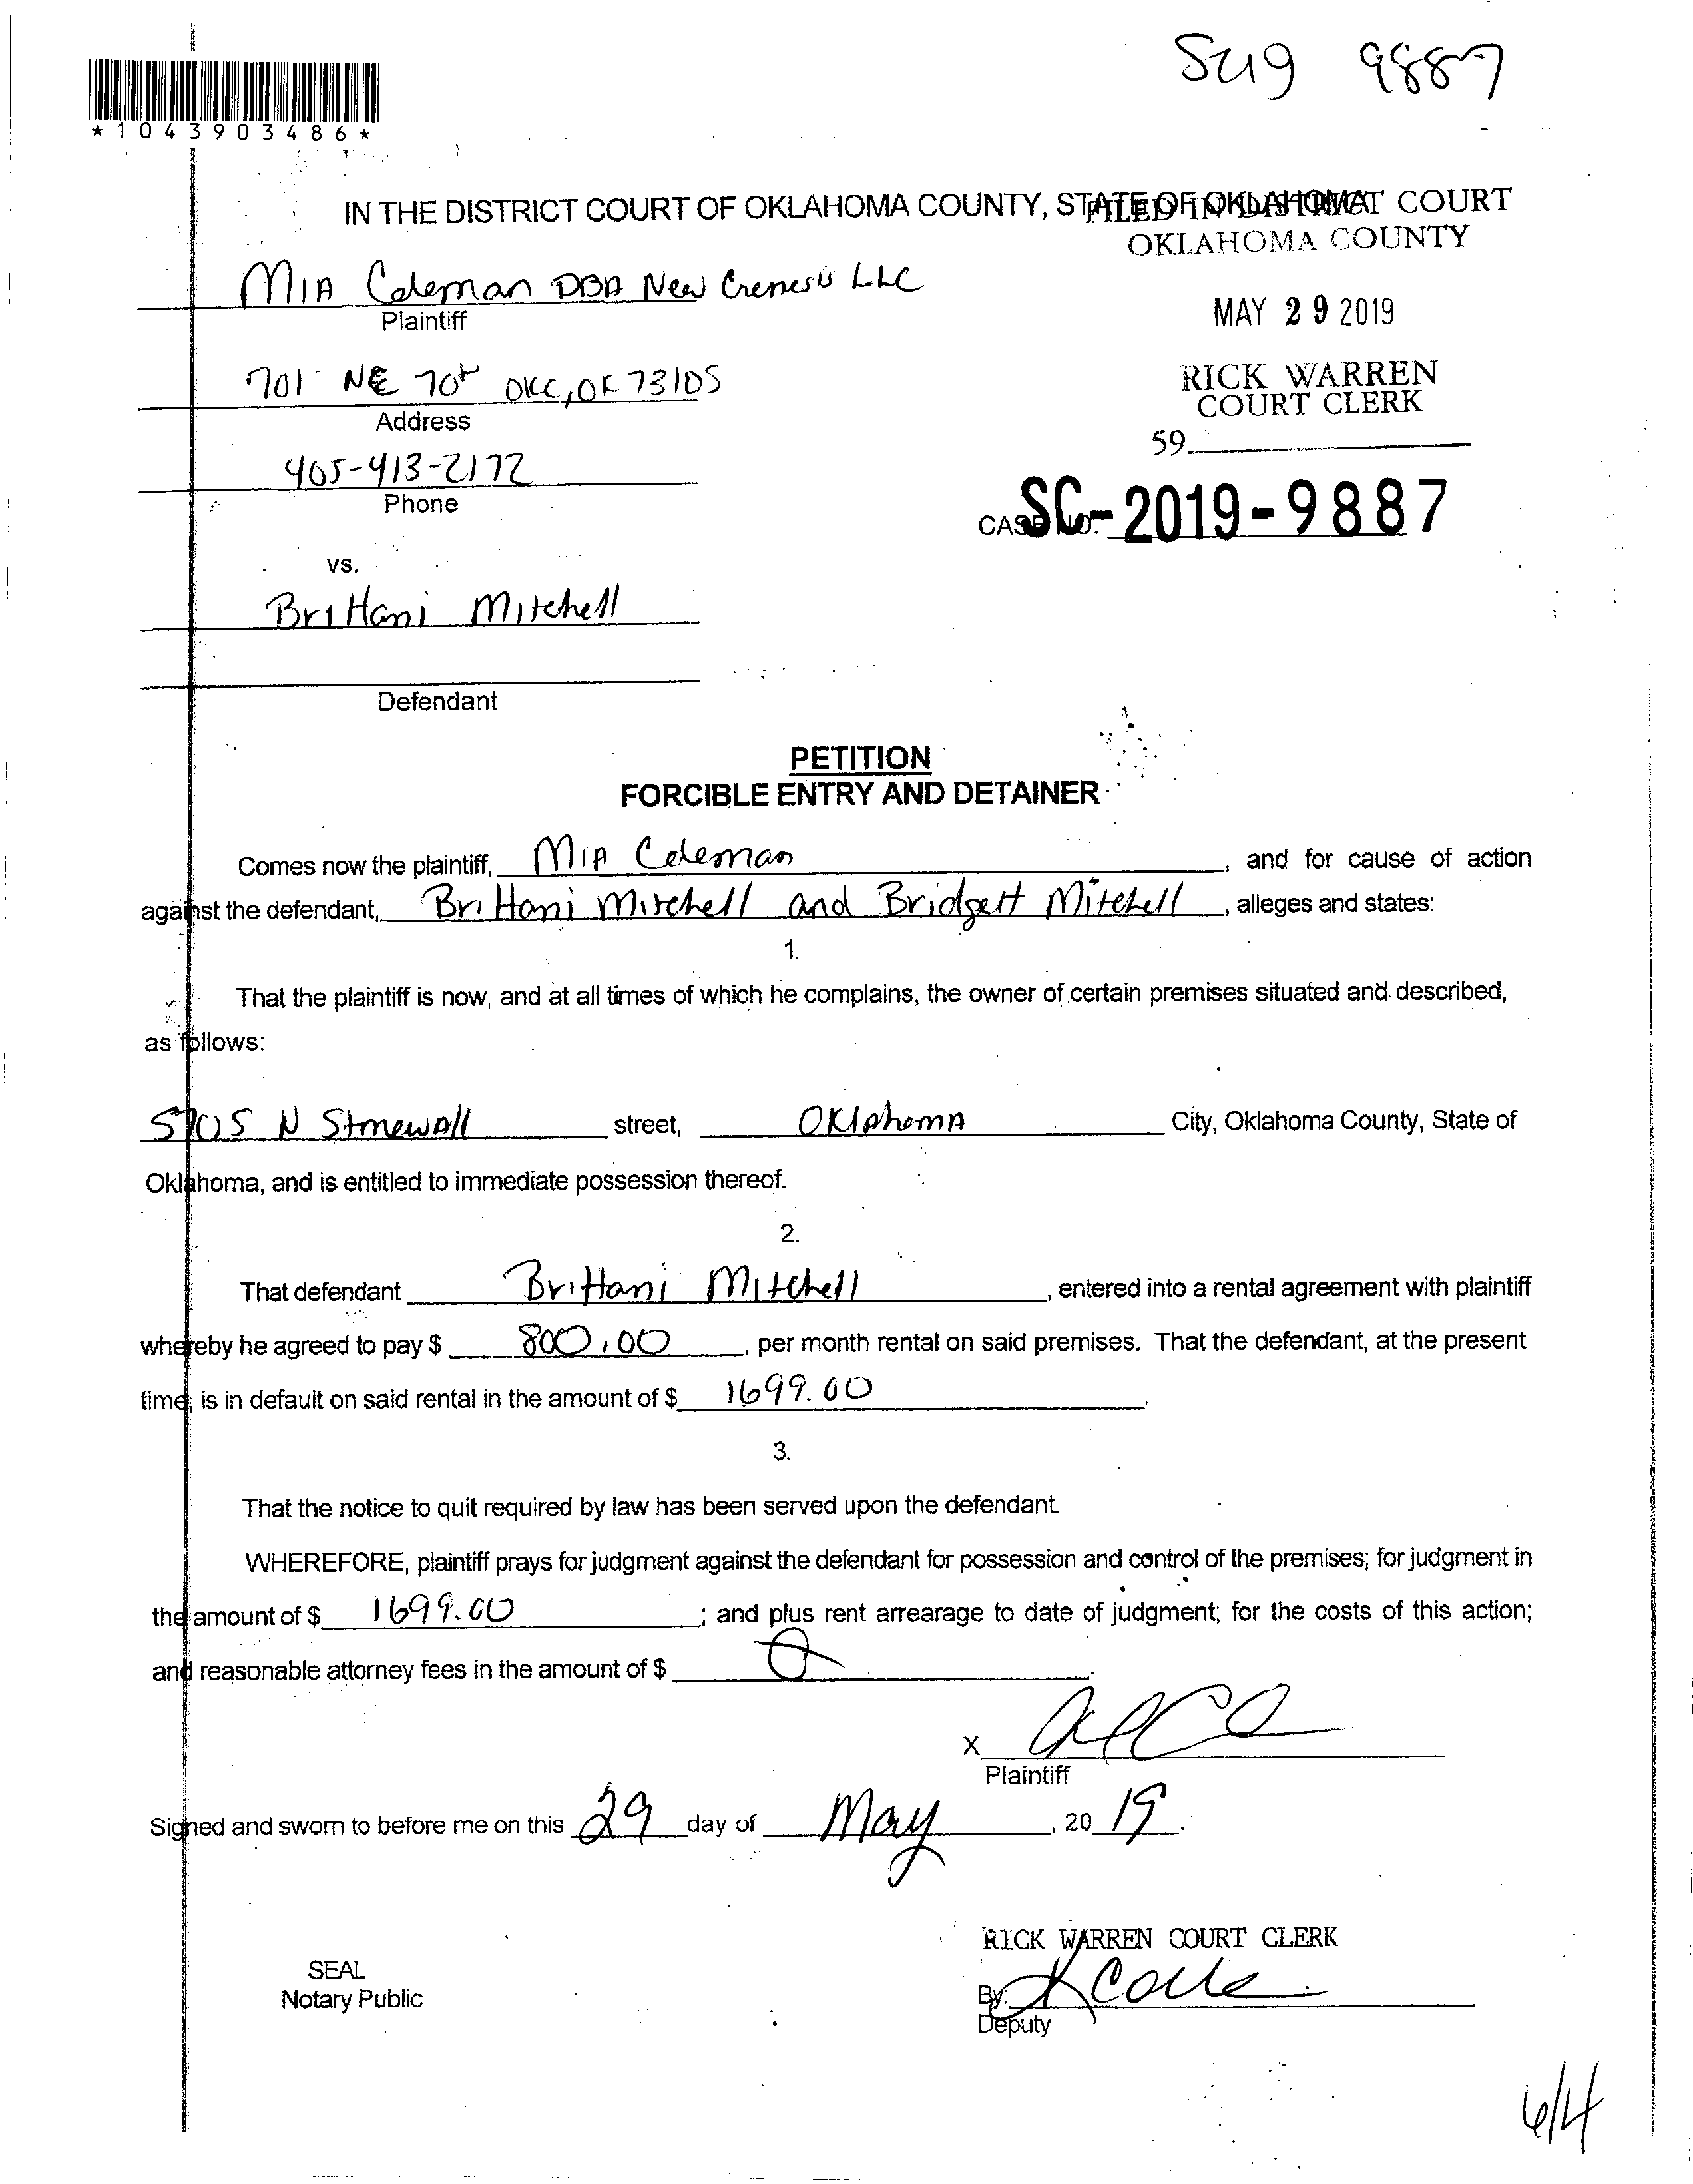 SC19 9887
*1043903486*
IN THE DISTRICT COURT OF OKLAHOMA COUNTY, STATE OF OKLAHOMA
FILED IN DISTRICT COURT
OKLAHOMA COUNTY
MIA Coleman DBA New Genesis LLC
Plaintiff
MAY 29 2019
701 NE 70th OKC, OK 73105
Address
RICK WARREN
COURT CLERK
59
405-413-2172
Phone
CASE NO. SC-2019-9887
vs.
Brittani Mitchell
Defendant
PETITION
FORCIBLE ENTRY AND DETAINER
Comes now the plaintiff, MIA Coleman, and for cause of action
against the defendant, Brittani Mitchell and Bridgett Mitchell, alleges and states:
1.
That the plaintiff is now, and at all times of which he complains, the owner of certain premises situated and described,
as follows:
5705 N Stonewall street, Oklahoma City, Oklahoma County, State of
Oklahoma, and is entitled to immediate possession thereof.
2.
That defendant Brittani Mitchell, entered into a rental agreement with plaintiff
whereby he agreed to pay $ 800.00, per month rental on said premises. That the defendant, at the present
time, is in default on said rental in the amount of $ 1699.00.
3.
That the notice to quit required by law has been served upon the defendant.
WHEREFORE, plaintiff prays for judgment against the defendant for possession and control of the premises; for judgment in
the amount of $ 1699.00; and plus rent arrearage to date of judgment; for the costs of this action;
and reasonable attorney fees in the amount of $ 0.
X
Plaintiff
Signed and sworn to before me on this 29 day of May, 20 19.
RICK WARREN COURT CLERK
SEAL
Notary Public
By:
Deputy
6/4